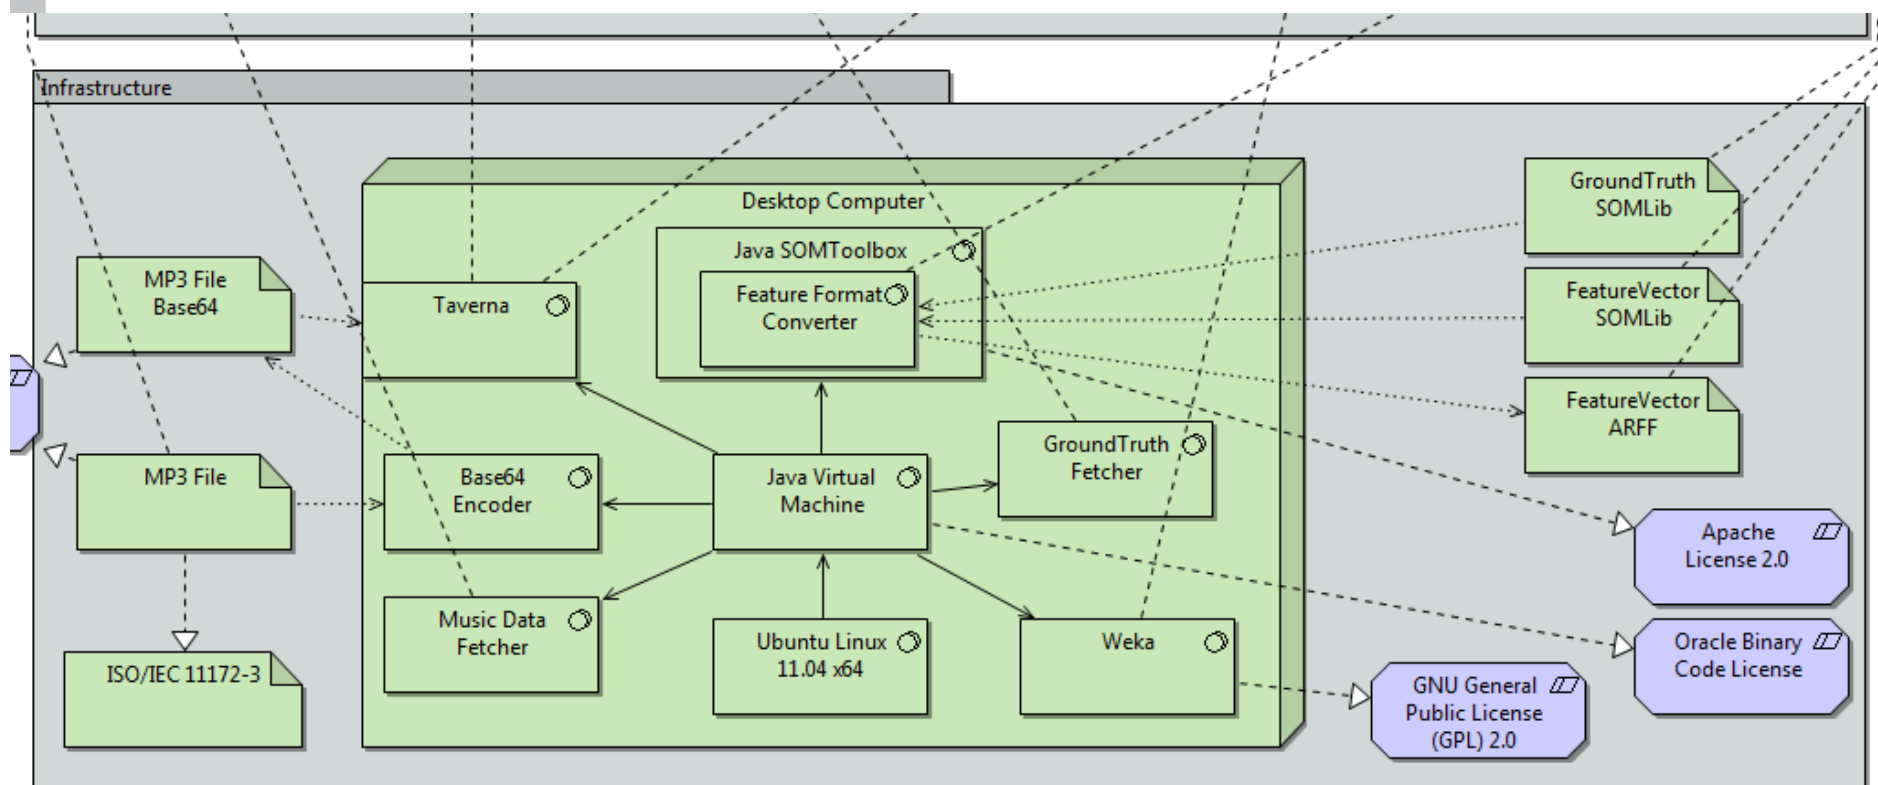 Infrastructure
Desktop Computer
Java SOMToolbox
Feature Format
Converter
Taverna
MP3 File
Base64
MP3 File
Base64
Encoder
Java Virtual
Machine
GroundTruth
Fetcher
Music Data
Fetcher
Ubuntu Linux
11.04 x64
Weka
ISO/IEC 11172-3
GroundTruth
SOMLib
FeatureVector
SOMLib
FeatureVector
ARFF
Apache
License 2.0
Oracle Binary
Code License
GNU General
Public License
(GPL) 2.0